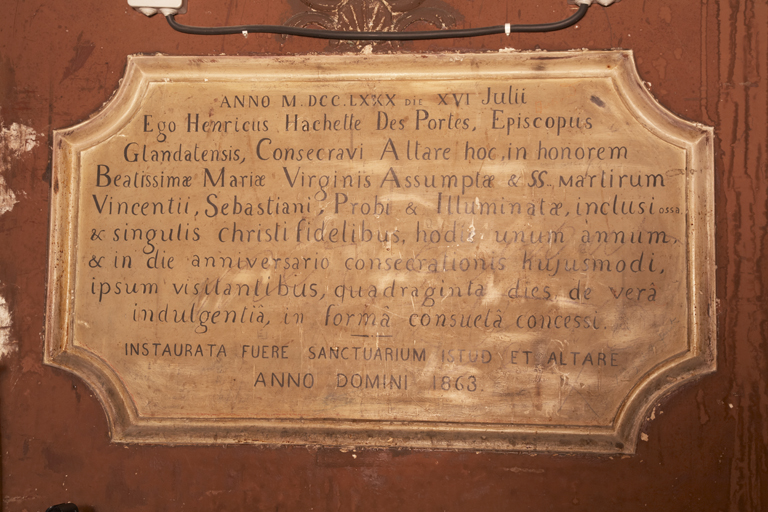 ANNO M.DCC.LXXX DIE XVI Julii
Ego Henricus Hachette Des Portes, Episcopus
Glandatensis, Consecravi Altare hoc, in honorem
Beatissimæ Mariæ Virginis Assumptæ & SS.. Martirum
Vincentii, Sebastiani, Probi & Illuminatæ, inclusi ossa,
& singulis christi fidelibus, hodie unum annum,
& in die anniversario consecrationis hujusmodi,
ipsum visitantibus, quadraginta dies de verâ
indulgentiâ, in formâ consuetâ concessi.
INSTAURATA FUERE SANCTUARIUM ISTUD ET ALTARE
ANNO DOMINI 1863.